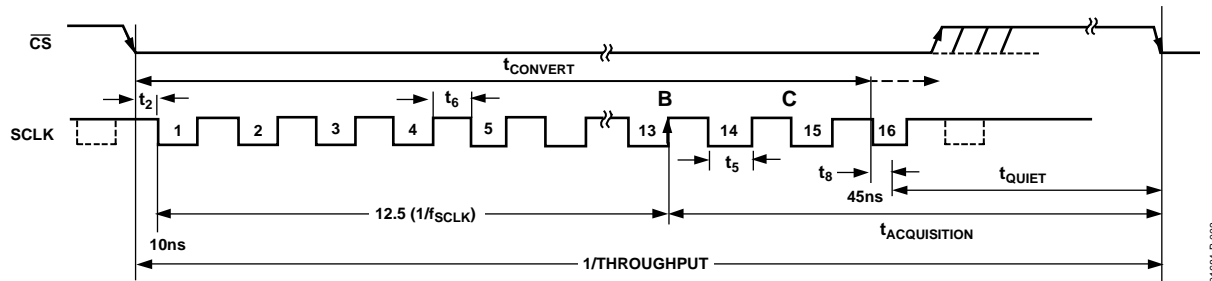 CS
tCONVERT
t2
t6
B
C
SCLK
1
2
3
4
5
13
14
15
16
t5
t8
45ns
tQUIET
12.5 (1/fSCLK)
tACQUISITION
10ns
1/THROUGHPUT